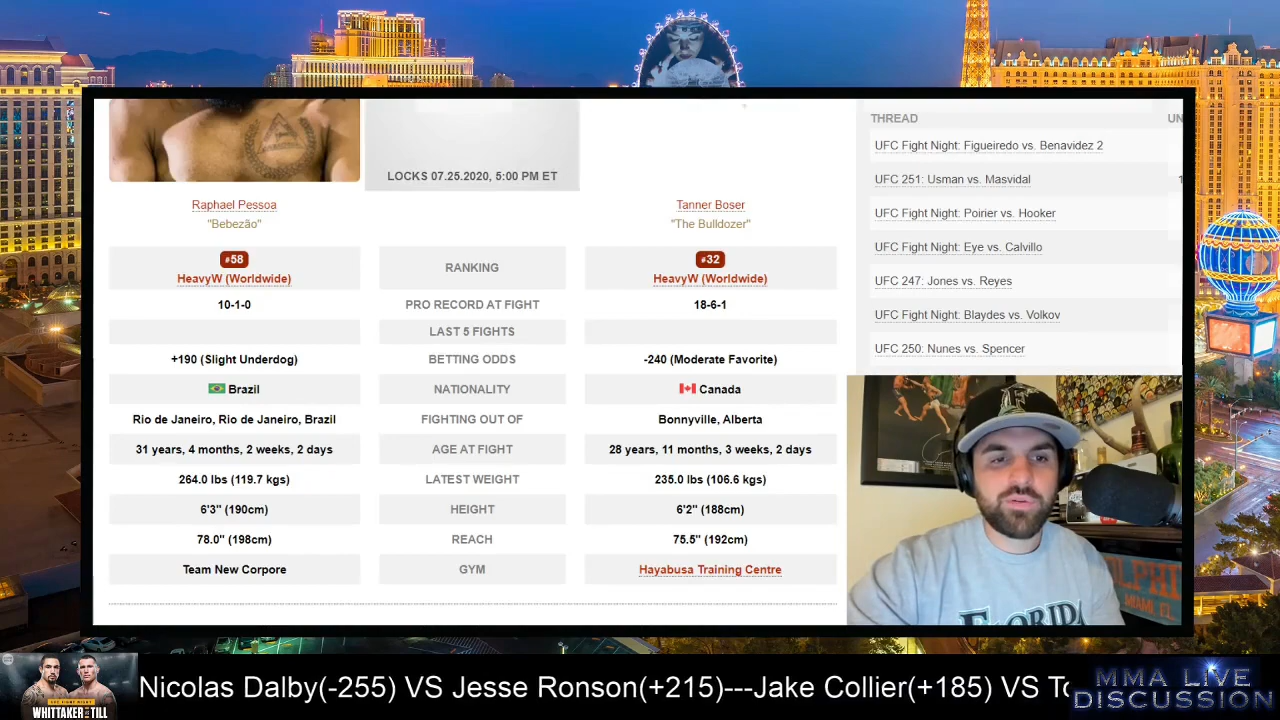 THREAD
UN
UFC Fight Night: Figueiredo vs. Benavidez 2
UFC 251: Usman vs. Masvidal
1
UFC Fight Night: Poirier vs. Hooker
UFC Fight Night: Eye vs. Calvillo
UFC 247: Jones vs. Reyes
UFC Fight Night: Blaydes vs. Volkov
UFC 250: Nunes vs. Spencer
LOCKS 07.25.2020, 5:00 PM ET
Raphael Pessoa
Tanner Boser
"Bebezão"
"The Bulldozer"
#58
HeavyW (Worldwide)
RANKING
#32
HeavyW (Worldwide)
10-1-0 PRO RECORD AT FIGHT 18-6-1
LAST 5 FIGHTS
+190 (Slight Underdog) BETTING ODDS -240 (Moderate Favorite)
Brazil NATIONALITY Canada
Rio de Janeiro, Rio de Janeiro, Brazil FIGHTING OUT OF Bonnyville, Alberta
31 years, 4 months, 2 weeks, 2 days AGE AT FIGHT 28 years, 11 months, 3 weeks, 2 days
264.0 lbs (119.7 kgs) LATEST WEIGHT 235.0 lbs (106.6 kgs)
6'3" (190cm) HEIGHT 6'2" (188cm)
78.0" (198cm) REACH 75.5" (192cm)
Team New Corpore GYM Hayabusa Training Centre
FLORIDA
MIAMI, FL
WHITTAKER TILL
Nicolas Dalby(-255) VS Jesse Ronson(+215)---Jake Collier(+185) VS To
MMA LIVE
DISCUSSION